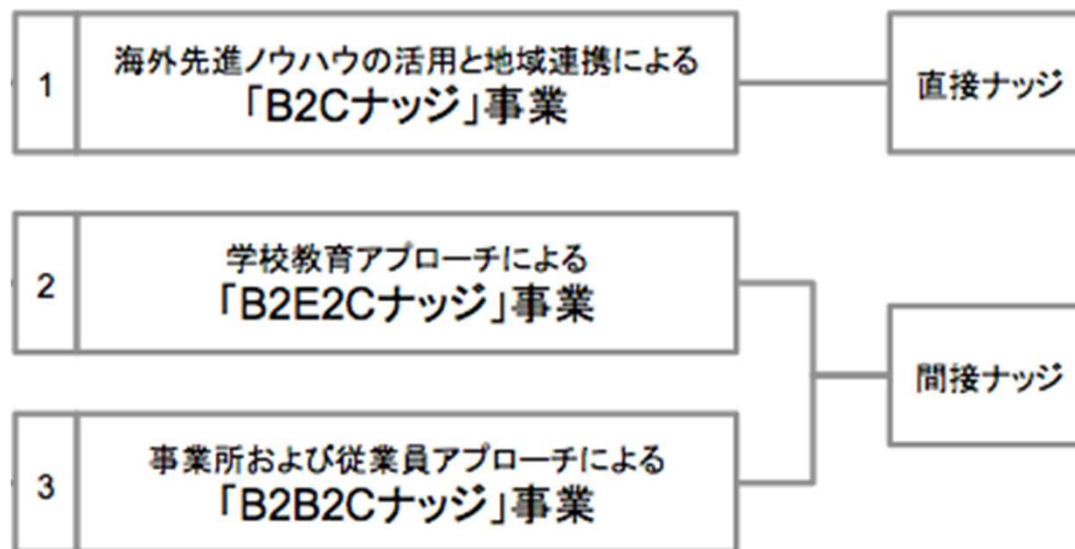 1
海外先進ノウハウの活用と地域連携による
「B2Cナッジ」事業
直接ナッジ
2
学校教育アプローチによる
「B2E2Cナッジ」事業
間接ナッジ
3
事業所および従業員アプローチによる
「B2B2Cナッジ」事業